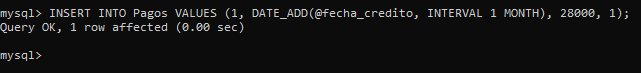 mysql> INSERT INTO Pagos VALUES (1, DATE_ADD(@fecha_credito, INTERVAL 1 MONTH), 28000, 1);
Query OK, 1 row affected (0.00 sec)
mysql>